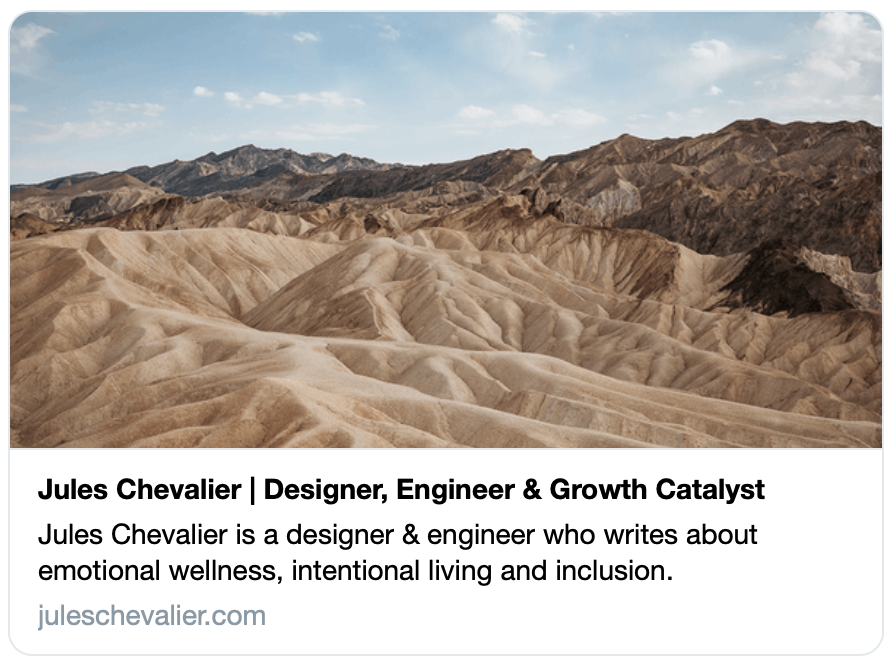 Jules Chevalier | Designer, Engineer & Growth Catalyst
Jules Chevalier is a designer & engineer who writes about
emotional wellness, intentional living and inclusion.
juleschevalier.com